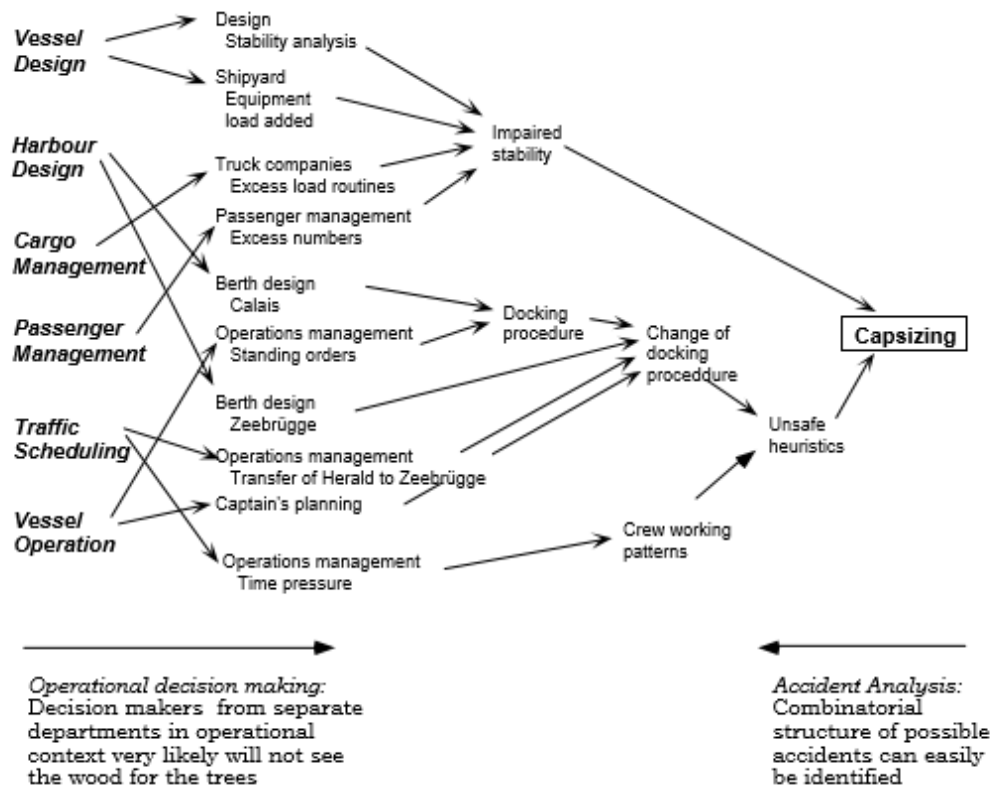 Vessel
Design
Harbour
Design
Cargo
Management
Passenger
Management
Traffic
Scheduling
Vessel
Operation
Design
Stability analysis
Shipyard
Equipment
load added
Truck companies
Excess load routines
Passenger management
Excess numbers
Berth design
Calais
Operations management
Standing orders
Berth design
Zeebrügge
Operations management
Transfer of Herald to Zeebrügge
Captain's planning
Operations management
Time pressure
Impaired
stability
Docking
procedure
Change of
docking
proceddure
Unsafe
heuristics
Crew working
patterns
Capsizing
Operational decision making:
Decision makers from separate
departments in operational
context very likely will not see
the wood for the trees
Accident Analysis:
Combinatorial
structure of possible
accidents can easily
be identified